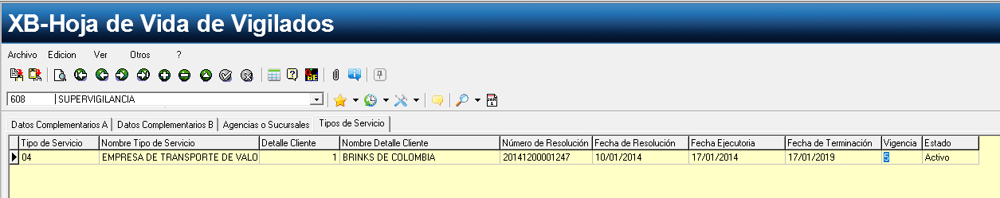 XB-Hoja de Vida de Vigilados
Archivo Edicion Ver Otros ?
608 SUPERVIGILANCIA
Datos Complementarios A Datos Complementarios B Agencias o Sucursales Tipos de Servicio
Tipo de Servicio Nombre Tipo de Servicio Detalle Cliente Nombre Detalle Cliente Número de Resolución Fecha de Resolución Fecha Ejecutoria Fecha de Terminación Vigencia Estado
04 EMPRESA DE TRANSPORTE DE VALO 1 BRINKS DE COLOMBIA 20141200001247 10/01/2014 17/01/2014 17/01/2019 5 Activo